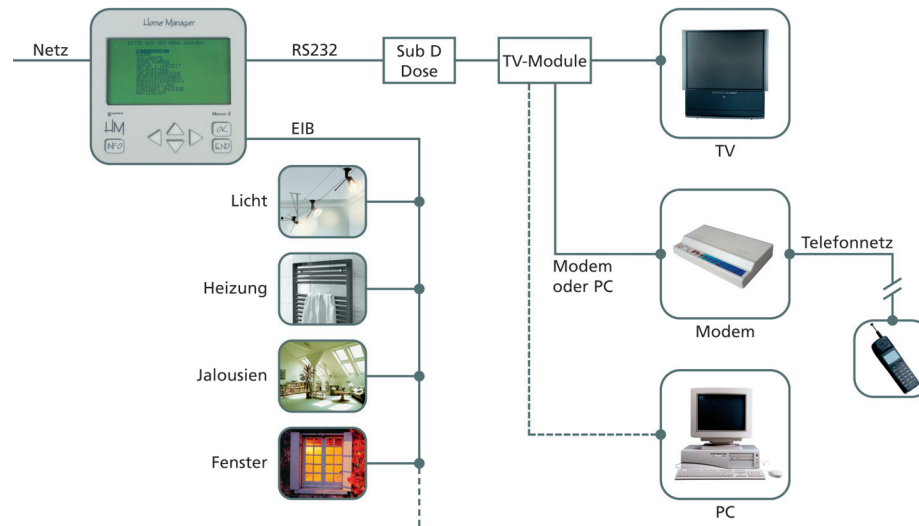 Home Manager
Netz
RS232
Sub D
Dose
TV-Module
TV
INFO
OK
END
EIB
Licht
Heizung
Jalousien
Fenster
Modem
oder PC
Modem
Telefonnetz
PC